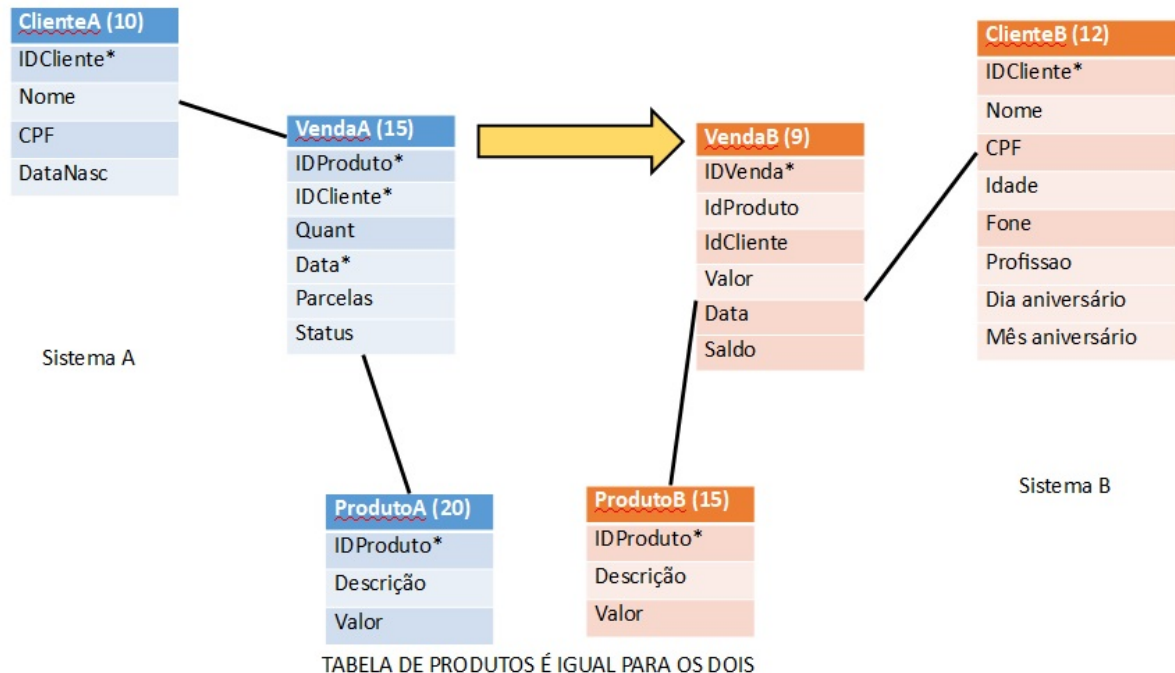 ClienteA (10)
IDCliente*
Nome
CPF
DataNasc
Sistema A
VendaA (15)
IDProduto*
IDCliente*
Quant
Data*
Parcelas
Status
ProdutoA (20)
IDProduto*
Descrição
Valor
VendaB (9)
IDVenda*
IdProduto
IdCliente
Valor
Data
Saldo
ProdutoB (15)
IDProduto*
Descrição
Valor
ClienteB (12)
IDCliente*
Nome
CPF
Idade
Fone
Profissao
Dia aniversário
Mês aniversário
Sistema B
TABELA DE PRODUTOS É IGUAL PARA OS DOIS